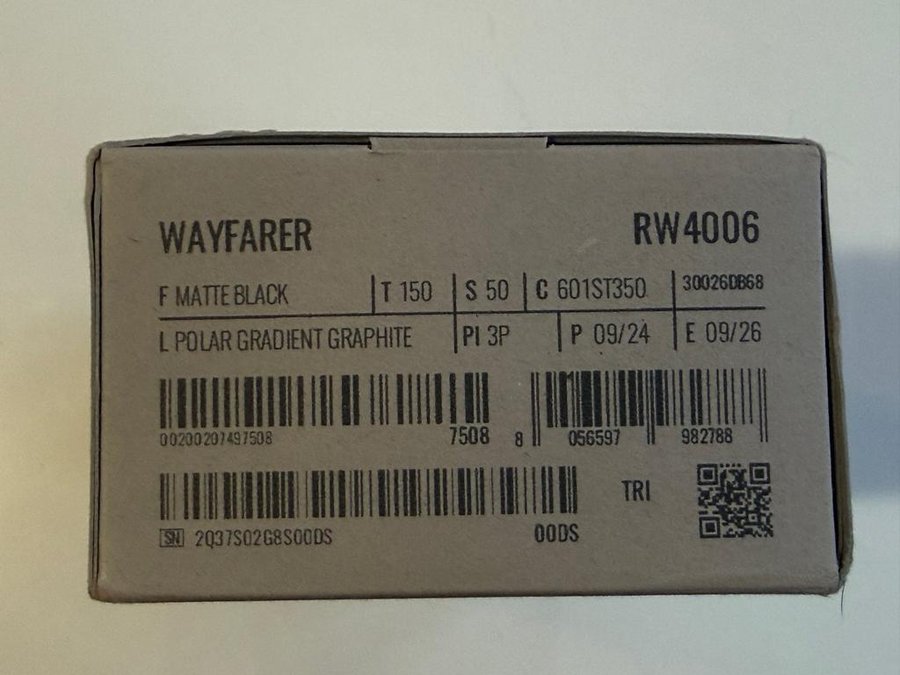 WAYFARER RW4006
F MATTE BLACK T 150 S 50 C 601ST350 30026DB68
L POLAR GRADIENT GRAPHITE PI 3P P 09/24 E 09/26
00200207497508 7508 8 056597 982788
SN 2Q37S02G8S00DS 00DS TRI